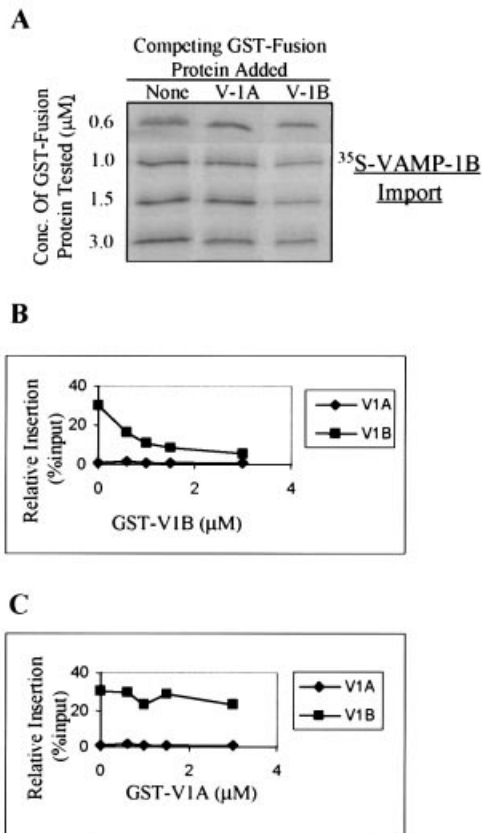 A
Competing GST-Fusion
Protein Added
None V-1A V-1B
Conc. Of GST-Fusion
Protein Tested (μM)
0.6
1.0
1.5
3.0
35S-VAMP-1B
Import
B
Relative Insertion
(%input)
40
20
0
0 2 4
GST-V1B (μM)
V1A
V1B
C
Relative Insertion
(%input)
40
20
0
0 2 4
GST-V1A (μM)
V1A
V1B